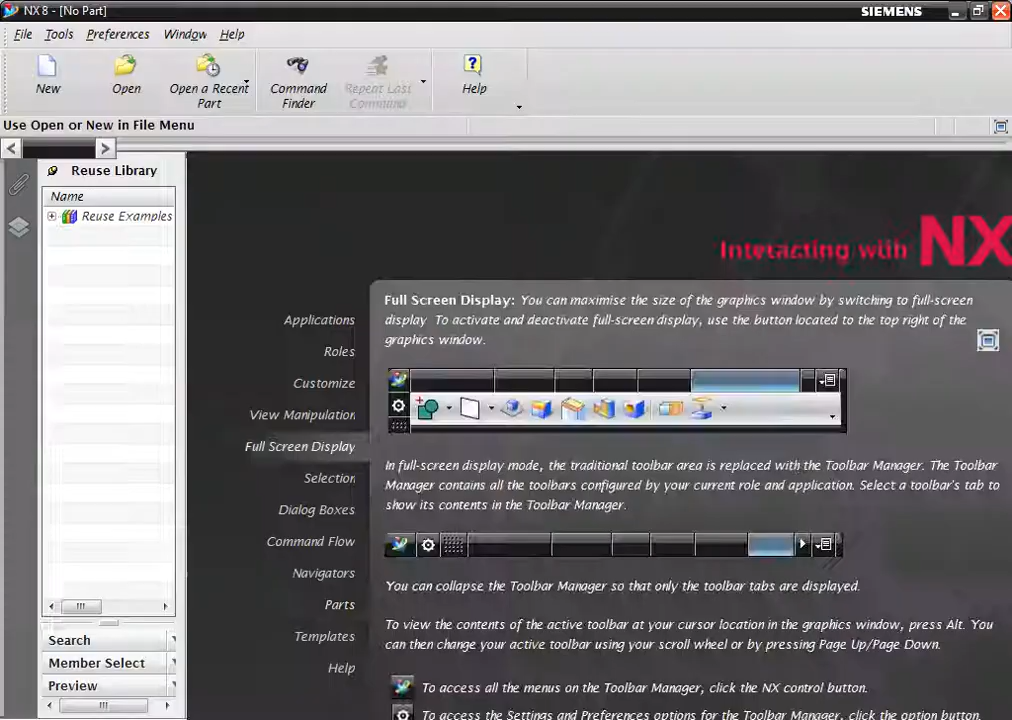 NX 8 - [No Part]
SIEMENS
File Tools Preferences Window Help
New
Open
Open a Recent Part
Command Finder
Repeat Last Command
Help
Use Open or New in File Menu
Reuse Library
Name
Reuse Examples
Interacting with NX
Applications
Roles
Customize
View Manipulation
Full Screen Display
Selection
Dialog Boxes
Command Flow
Navigators
Parts
Templates
Help
Full Screen Display: You can maximise the size of the graphics window by switching to full-screen
display To activate and deactivate full-screen display, use the button located to the top right of the
graphics window.
In full-screen display mode, the traditional toolbar area is replaced with the Toolbar Manager. The Toolbar
Manager contains all the toolbars configured by your current role and application. Select a toolbar's tab to
show its contents in the Toolbar Manager.
You can collapse the Toolbar Manager so that only the toolbar tabs are displayed.
To view the contents of the active toolbar at your cursor location in the graphics window, press Alt. You
can then change your active toolbar using your scroll wheel or by pressing Page Up/Page Down.
To access all the menus on the Toolbar Manager, click the NX control button.
To access the Settings and Preferences options for the Toolbar Manager, click the option button.
Search
Member Select
Preview